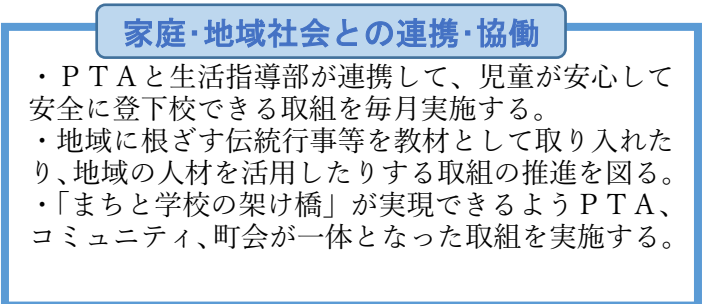 家庭･地域社会との連携･協働
・ＰＴＡと生活指導部が連携して、児童が安心して
安全に登下校できる取組を毎月実施する。
・地域に根ざす伝統行事等を教材として取り入れた
り､地域の人材を活用したりする取組の推進を図る。
・｢まちと学校の架け橋」が実現できるようＰＴＡ、
コミュニティ､町会が一体となった取組を実施する。